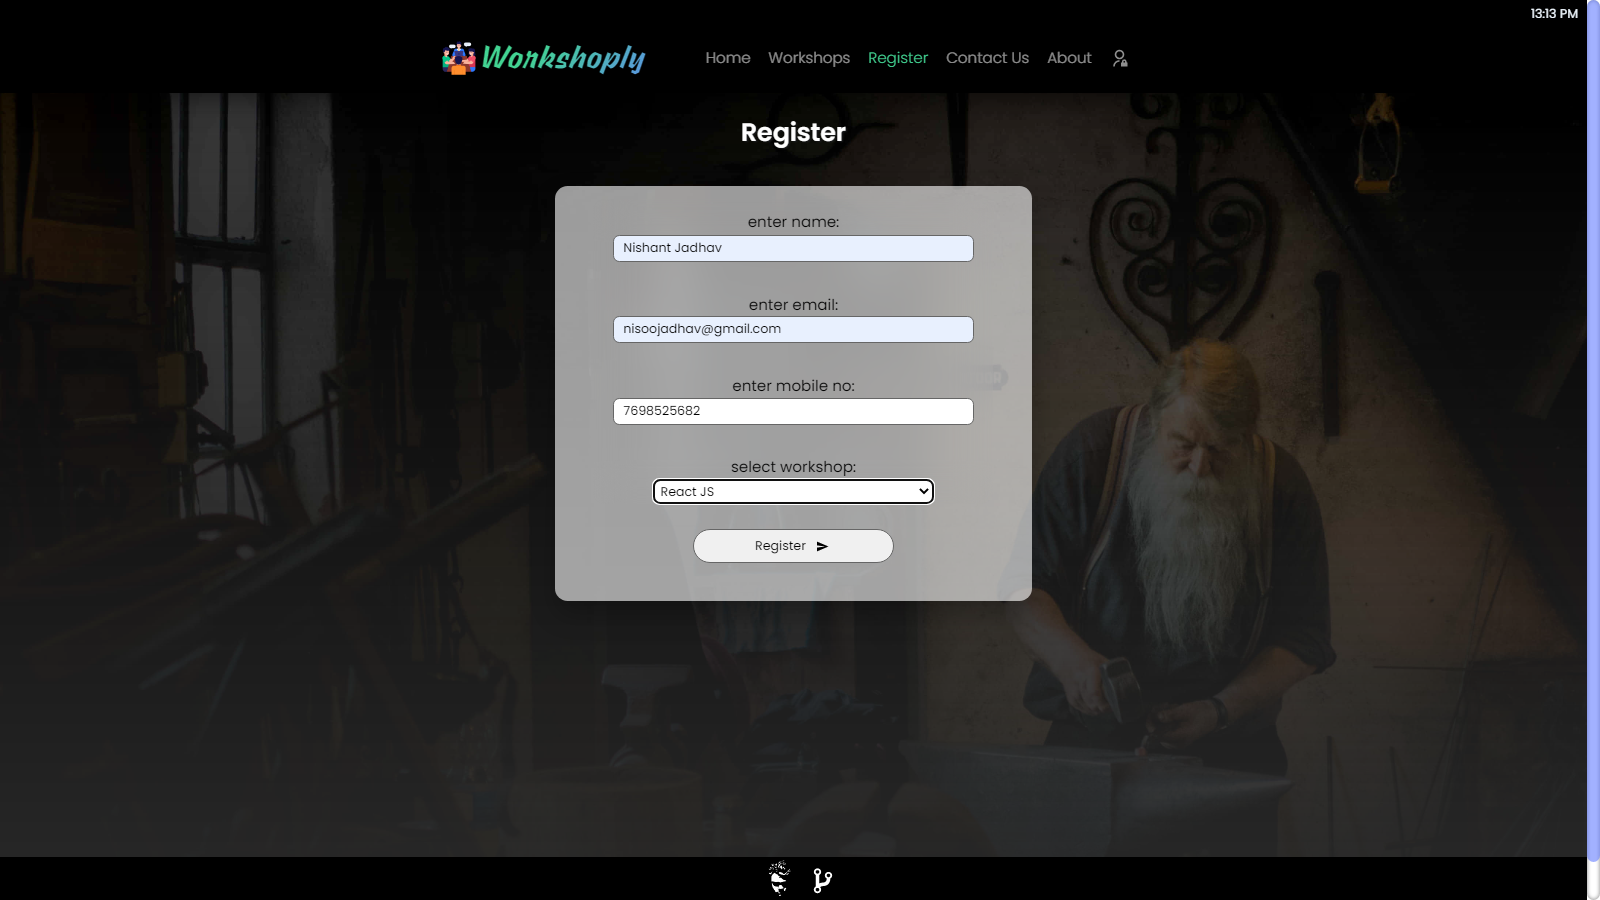 13:13 PM
Workshoply
Home Workshops Register Contact Us About
Register
enter name:
Nishant Jadhav
enter email:
nisoojadhav@gmail.com
enter mobile no:
7698525682
select workshop:
React JS
Register